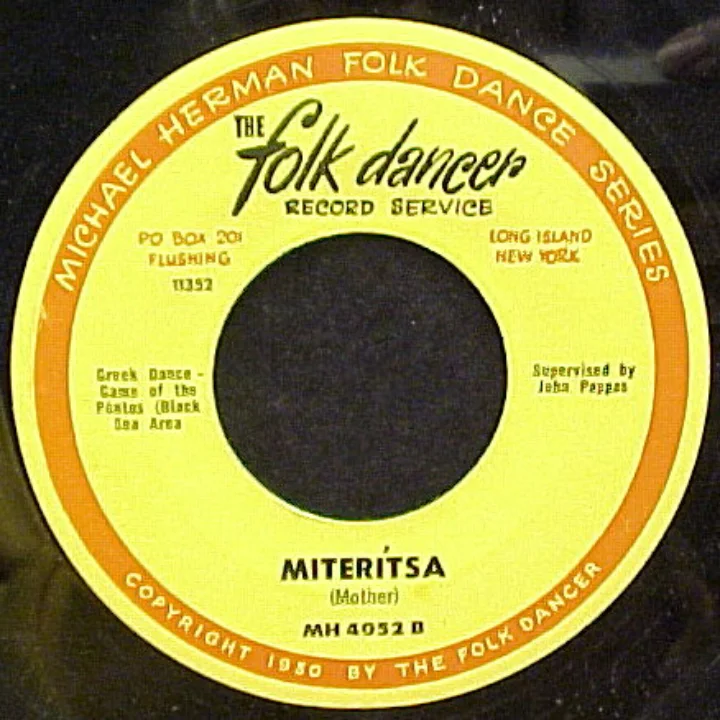 MICHAEL HERMAN FOLK DANCE SERIES
THE
folk dancer
RECORD SERVICE
PO BOX 201
FLUSHING
LONG ISLAND
NEW YORK
11352
Greek Dance -
Game of the
Pontos (Black
Sea Area
Supervised by
John Pappas
MITERÍTSA
(Mother)
MH 4052 B
COPYRIGHT 1950 BY THE FOLK DANCER